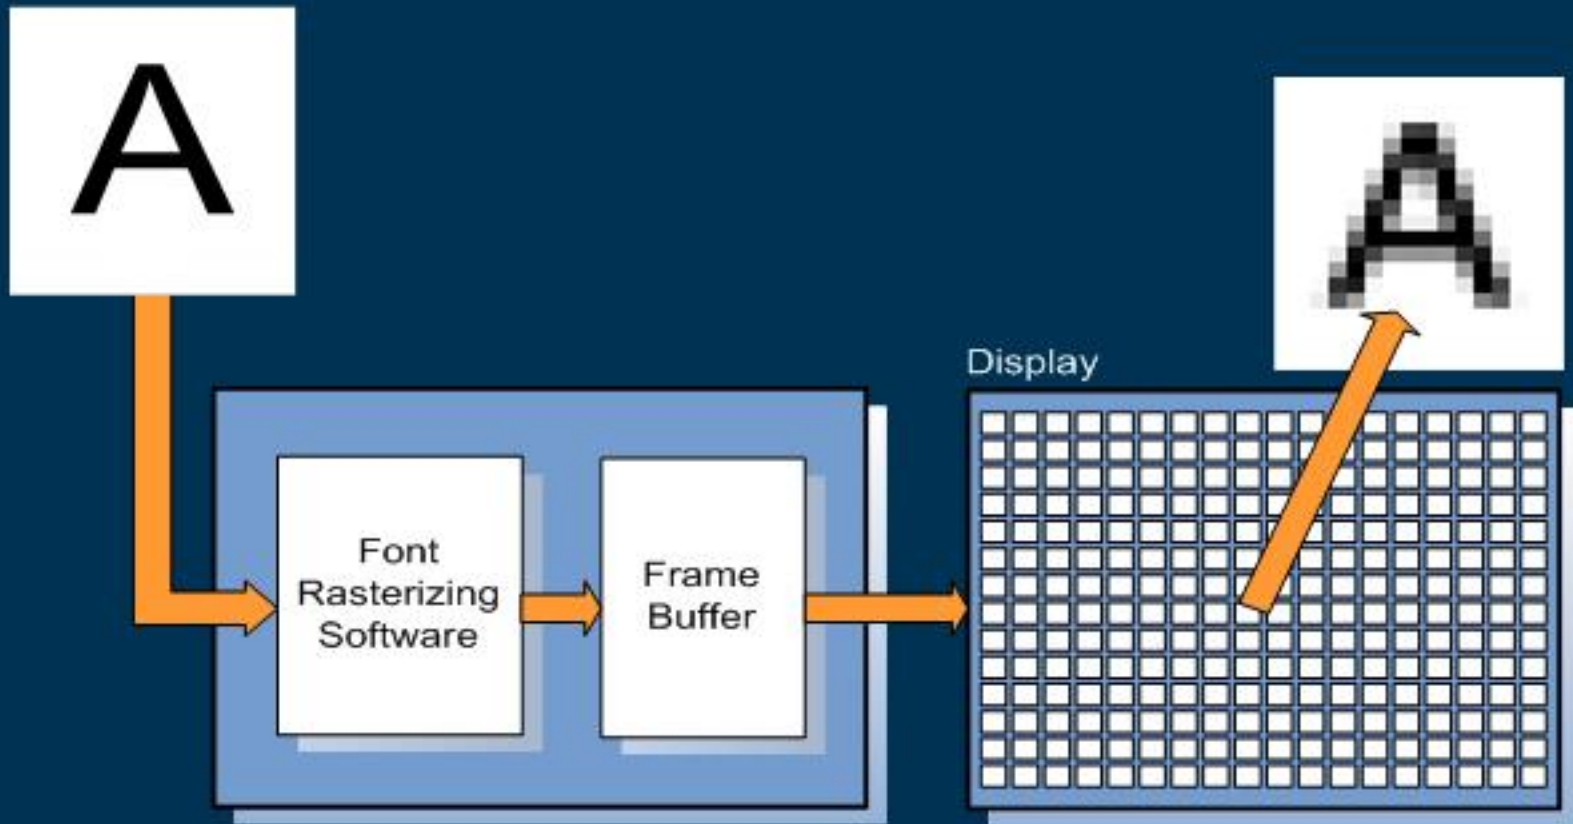 A
A
Display
Font
Rasterizing
Software
Frame
Buffer